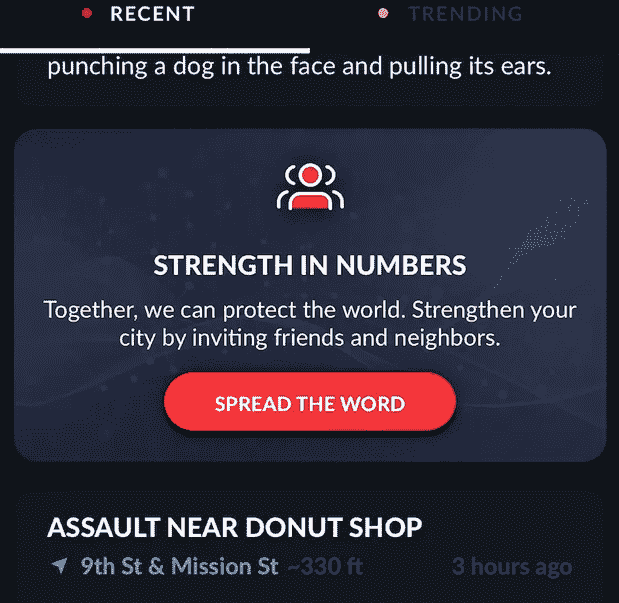 RECENT
TRENDING
punching a dog in the face and pulling its ears.
STRENGTH IN NUMBERS
Together, we can protect the world. Strengthen your
city by inviting friends and neighbors.
SPREAD THE WORD
ASSAULT NEAR DONUT SHOP
9th St & Mission St ~330 ft 3 hours ago